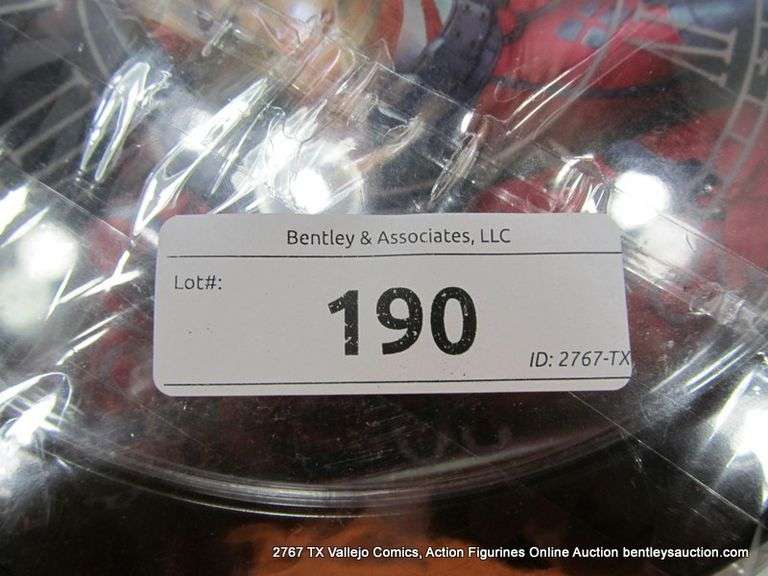 Bentley & Associates, LLC
Lot#:
190
ID: 2767-TX
2767 TX Vallejo Comics, Action Figurines Online Auction bentleysauction.com